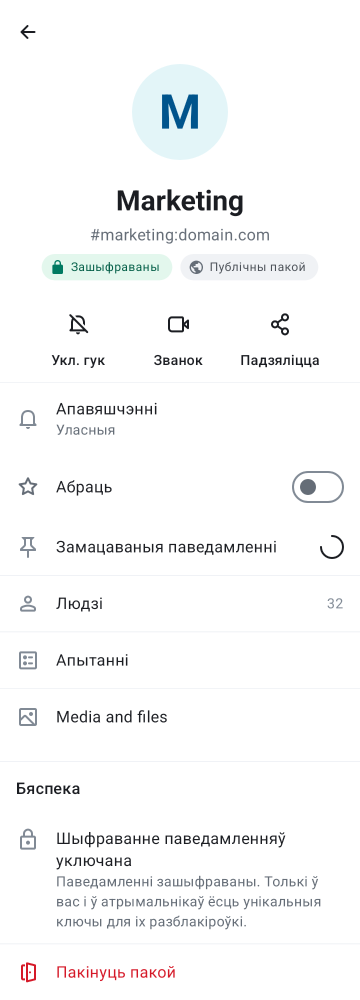 M
Marketing
#marketing:domain.com
Зашыфраваны
Публічны пакой
Укл. гук
Званок
Падзяліцца
Апавяшчэнні
Уласныя
Абраць
Замацаваныя паведамленні
Людзі
32
Апытанні
Media and files
Бяспека
Шыфраванне паведамленняў
уключана
Паведамленні зашыфраваны. Толькі ў
вас і ў атрымальнікаў ёсць унікальныя
ключы для іх разблакіроўкі.
Пакінуць пакой